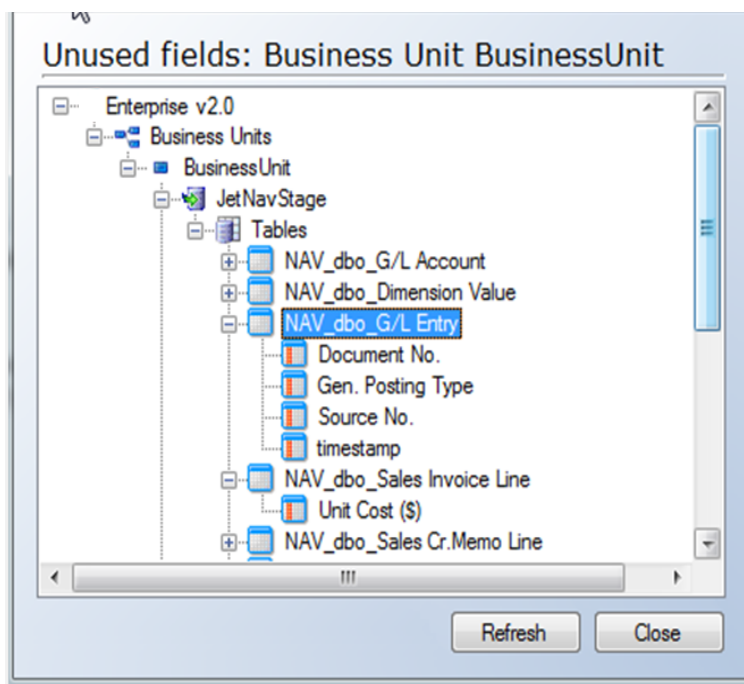 Unused fields: Business Unit BusinessUnit
Enterprise v2.0
Business Units
BusinessUnit
JetNavStage
Tables
NAV_dbo_G/L Account
NAV_dbo_Dimension Value
NAV_dbo_G/L Entry
Document No.
Gen. Posting Type
Source No.
timestamp
NAV_dbo_Sales Invoice Line
Unit Cost ($)
NAV_dbo_Sales Cr.Memo Line
Refresh Close